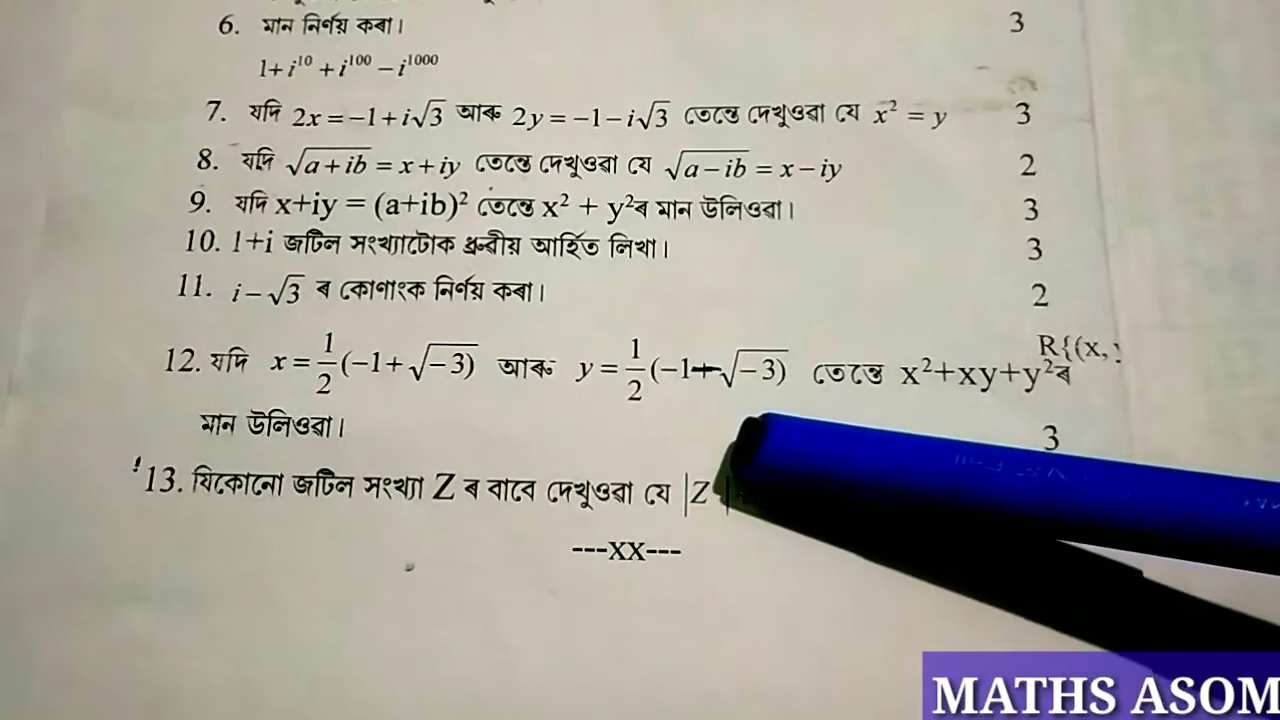 6. মান নিৰ্ণয় কৰা। 3
1+i¹⁰ + i¹⁰⁰ – i¹⁰⁰⁰
7. যদি 2x = –1 + i√3 আৰু 2y = –1 – i√3 তেন্তে দেখুওৱা যে x² = y 3
8. যদি √(a+ib) = x + iy তেন্তে দেখুওৱা যে √(a–ib) = x – iy 2
9. যদি x+iy = (a+ib)² তেন্তে x² + y²ৰ মান উলিওৱা। 3
10. 1+i জটিল সংখ্যাটোক ধ্ৰুবীয় আৰ্হিত লিখা। 3
11. i – √3 ৰ কোণাংক নিৰ্ণয় কৰা। 2
R{(x,
12. যদি x = 1/2(–1+√–3) আৰু y = 1/2(–1–√–3) তেন্তে x²+xy+y²ৰ
মান উলিওৱা। 3
13. যিকোনো জটিল সংখ্যা Z ৰ বাবে দেখুওৱা যে |Z
---XX---
MATHS ASOM